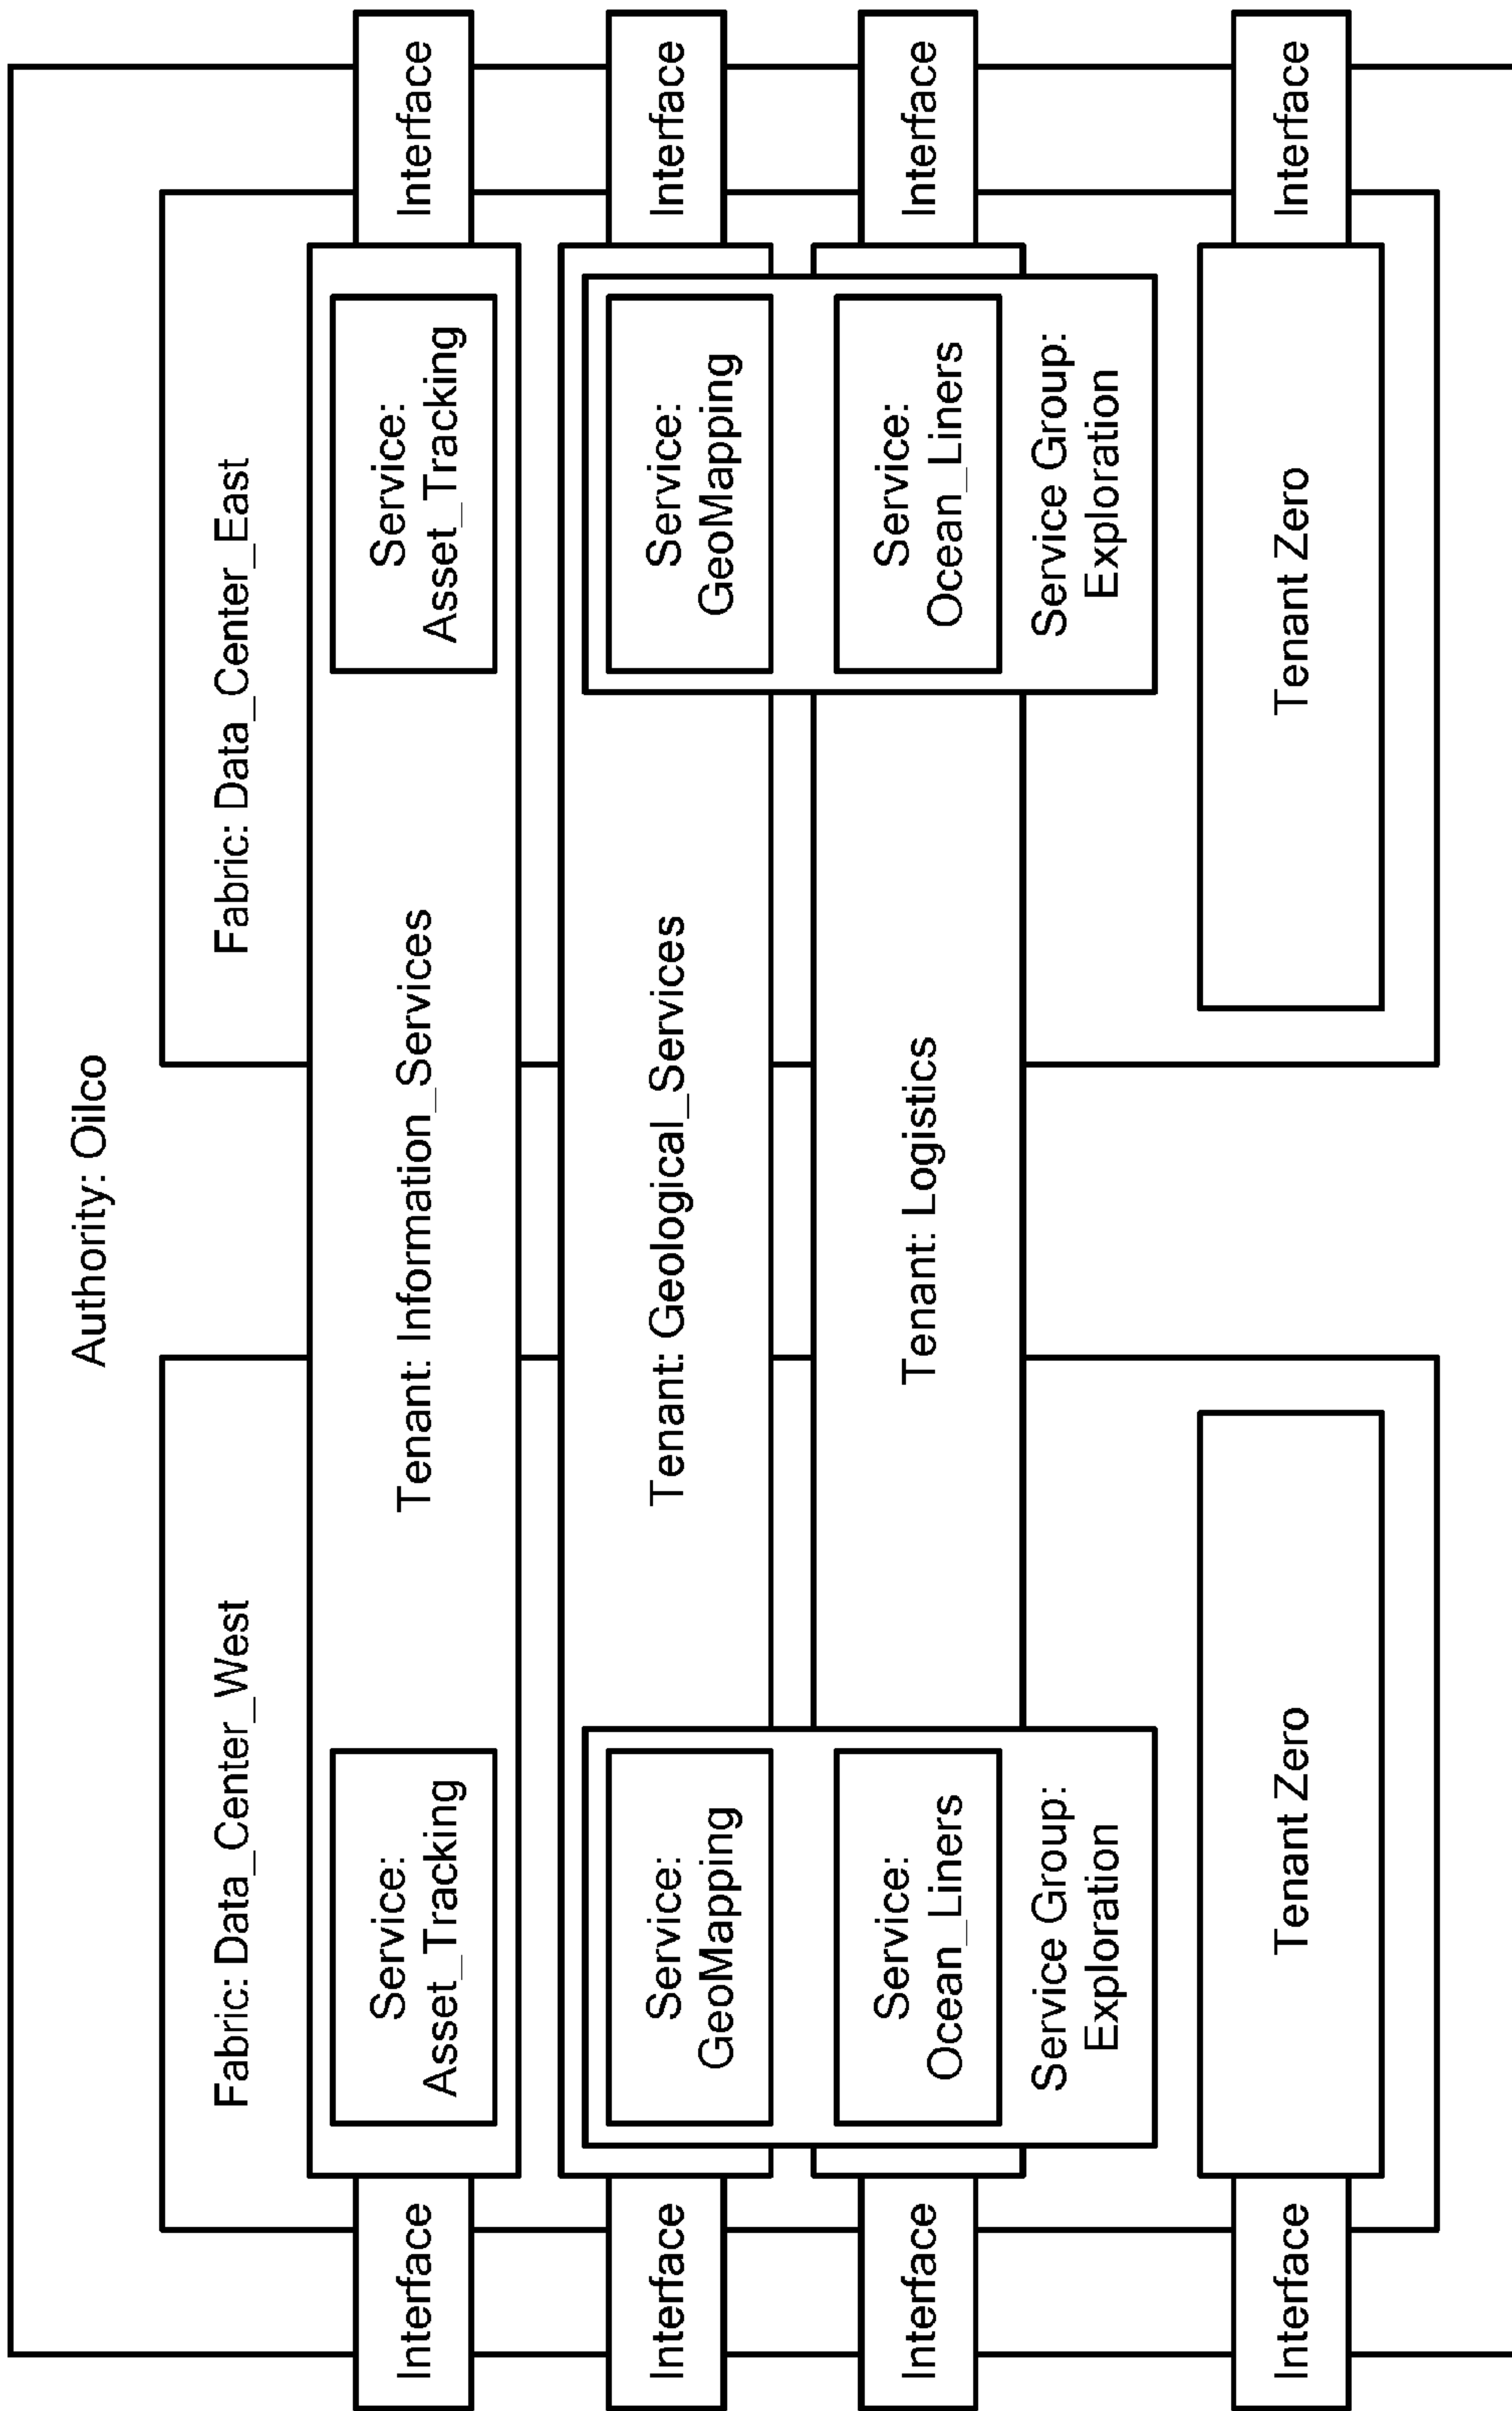 Authority: Oilco
Fabric: Data_Center_West
Fabric: Data_Center_East
Interface
Service:
Asset_Tracking
Tenant: Information_Services
Service:
Asset_Tracking
Interface
Interface
Service:
GeoMapping
Tenant: Geological_Services
Service:
GeoMapping
Interface
Interface
Service:
Ocean_Liners
Tenant: Logistics
Service:
Ocean_Liners
Interface
Service Group:
Exploration
Service Group:
Exploration
Interface
Tenant Zero
Tenant Zero
Interface